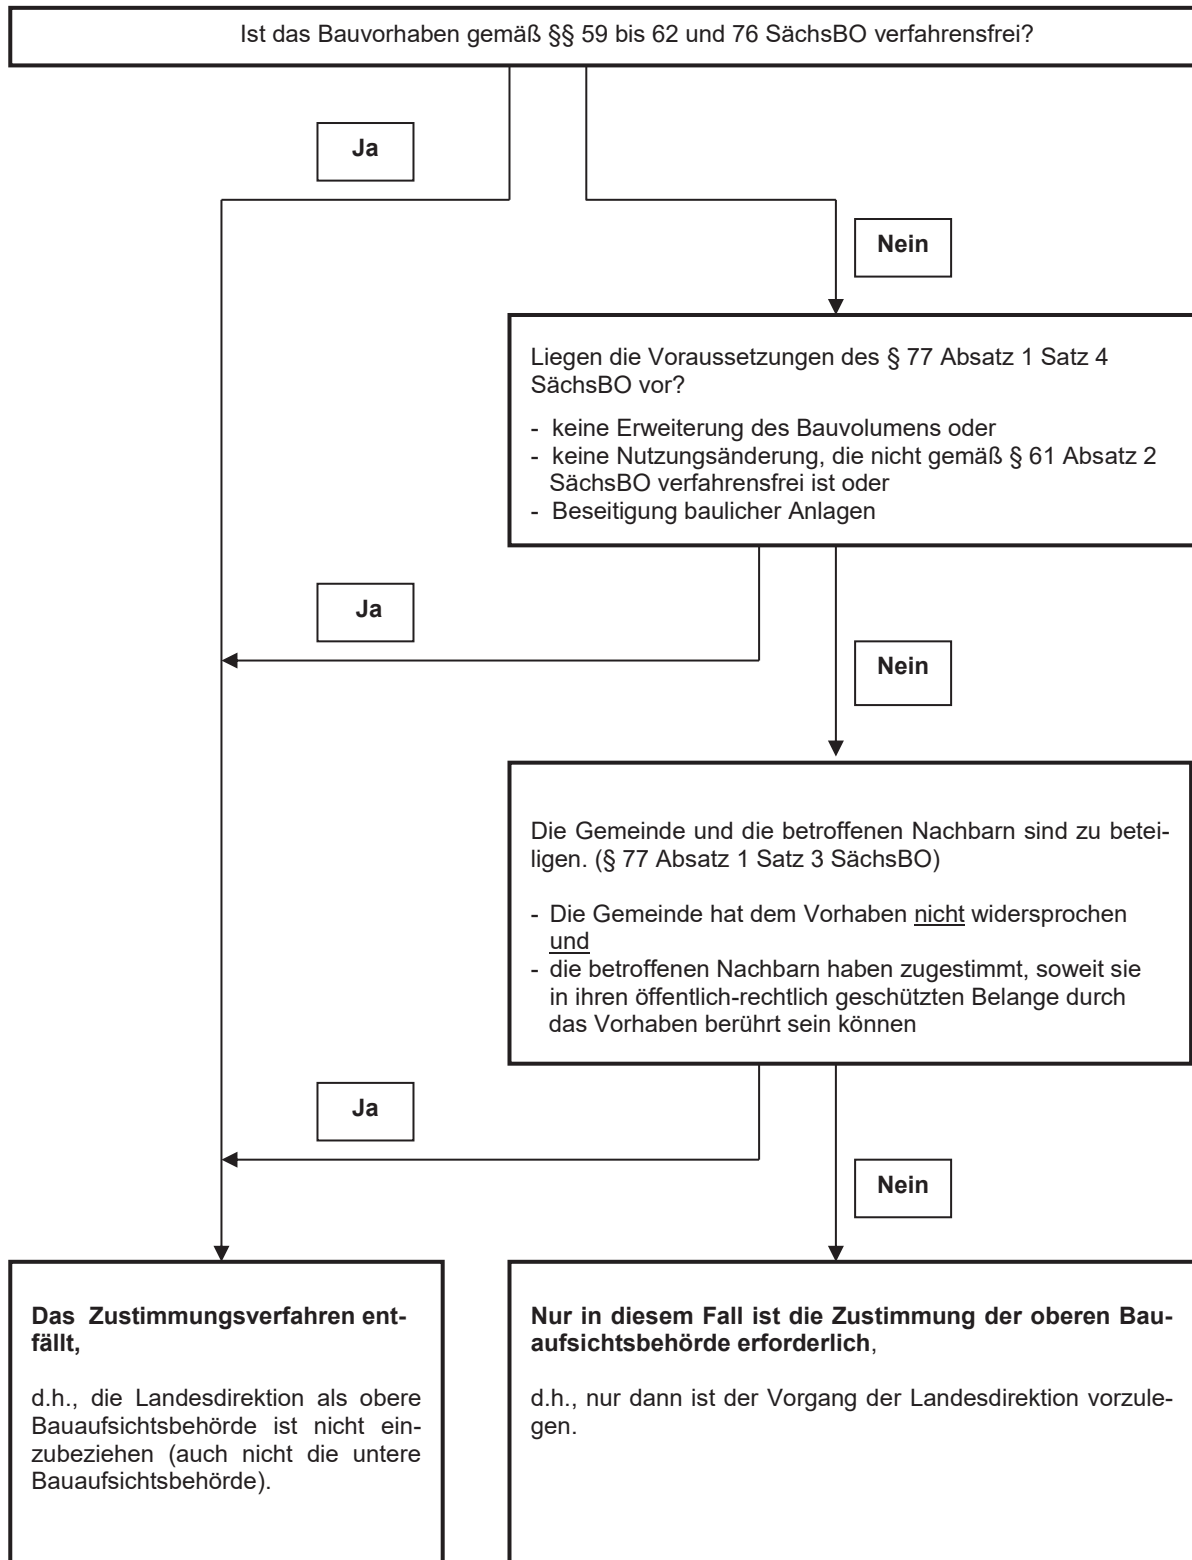 Ist das Bauvorhaben gemäß §§ 59 bis 62 und 76 SächsBO verfahrensfrei?
Ja
Nein
Liegen die Voraussetzungen des § 77 Absatz 1 Satz 4
SächsBO vor?
- keine Erweiterung des Bauvolumens oder
- keine Nutzungsänderung, die nicht gemäß § 61 Absatz 2
SächsBO verfahrensfrei ist oder
- Beseitigung baulicher Anlagen
Ja
Nein
Die Gemeinde und die betroffenen Nachbarn sind zu betei-
ligen. (§ 77 Absatz 1 Satz 3 SächsBO)
- Die Gemeinde hat dem Vorhaben nicht widersprochen
und
- die betroffenen Nachbarn haben zugestimmt, soweit sie
in ihren öffentlich-rechtlich geschützten Belange durch
das Vorhaben berührt sein können
Ja
Nein
Das Zustimmungsverfahren ent-
fällt,
d.h., die Landesdirektion als obere
Bauaufsichtsbehörde ist nicht ein-
zubeziehen (auch nicht die untere
Bauaufsichtsbehörde).
Nur in diesem Fall ist die Zustimmung der oberen Bau-
aufsichtsbehörde erforderlich,
d.h., nur dann ist der Vorgang der Landesdirektion vorzule-
gen.